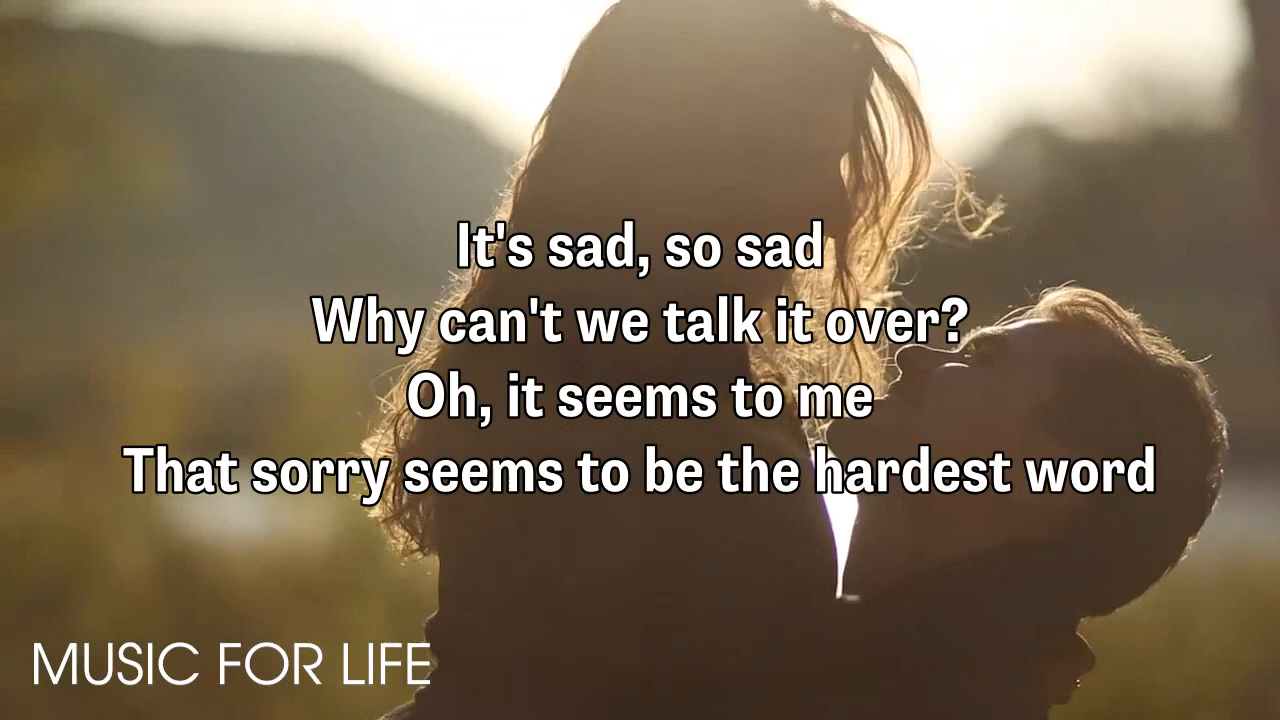 It's sad, so sad
Why can't we talk it over?
Oh, it seems to me
That sorry seems to be the hardest word
MUSIC FOR LIFE